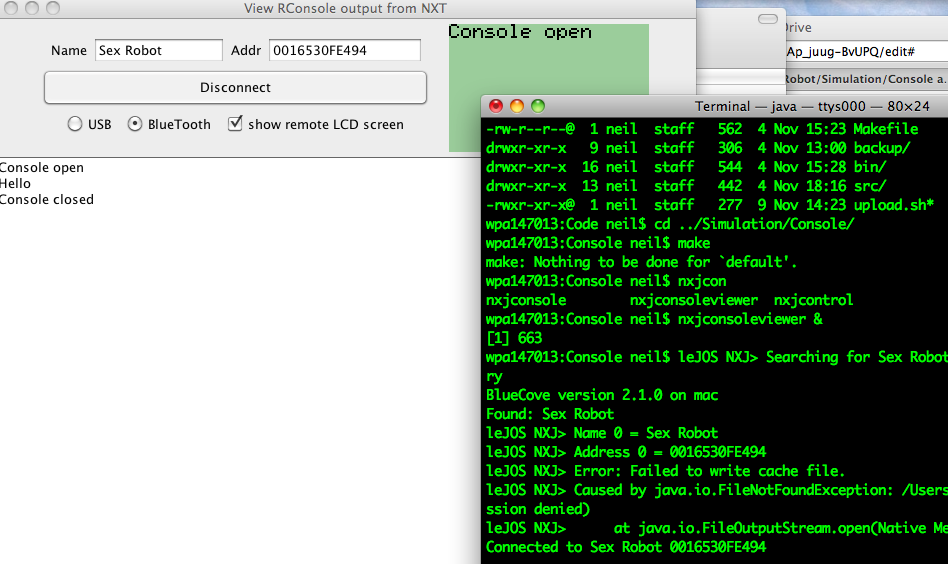 View RConsole output from NXT
Name Sex Robot Addr 0016530FE494
Disconnect
USB BlueTooth show remote LCD screen
Console open
Console open
Hello
Console closed
Drive
Ap_juug-BvUPQ/edit#
Robot/Simulation/Console a..
Terminal — java — ttys000 — 80×24
-rw-r--r--@ 1 neil staff 562 4 Nov 15:23 Makefile
drwxr-xr-x 9 neil staff 306 4 Nov 13:00 backup/
drwxr-xr-x 16 neil staff 544 4 Nov 15:28 bin/
drwxr-xr-x 13 neil staff 442 4 Nov 18:16 src/
-rwxr-xr-x@ 1 neil staff 277 9 Nov 14:23 upload.sh*
wpa147013:Code neil$ cd ../Simulation/Console/
wpa147013:Console neil$ make
make: Nothing to be done for `default'.
wpa147013:Console neil$ nxjcon
nxjconsole nxjconsoleviewer nxjcontrol
wpa147013:Console neil$ nxjconsoleviewer &
[1] 663
wpa147013:Console neil$ leJOS NXJ> Searching for Sex Robot
ry
BlueCove version 2.1.0 on mac
Found: Sex Robot
leJOS NXJ> Name 0 = Sex Robot
leJOS NXJ> Address 0 = 0016530FE494
leJOS NXJ> Error: Failed to write cache file.
leJOS NXJ> Caused by java.io.FileNotFoundException: /Users
ssion denied)
leJOS NXJ> at java.io.FileOutputStream.open(Native Me
Connected to Sex Robot 0016530FE494